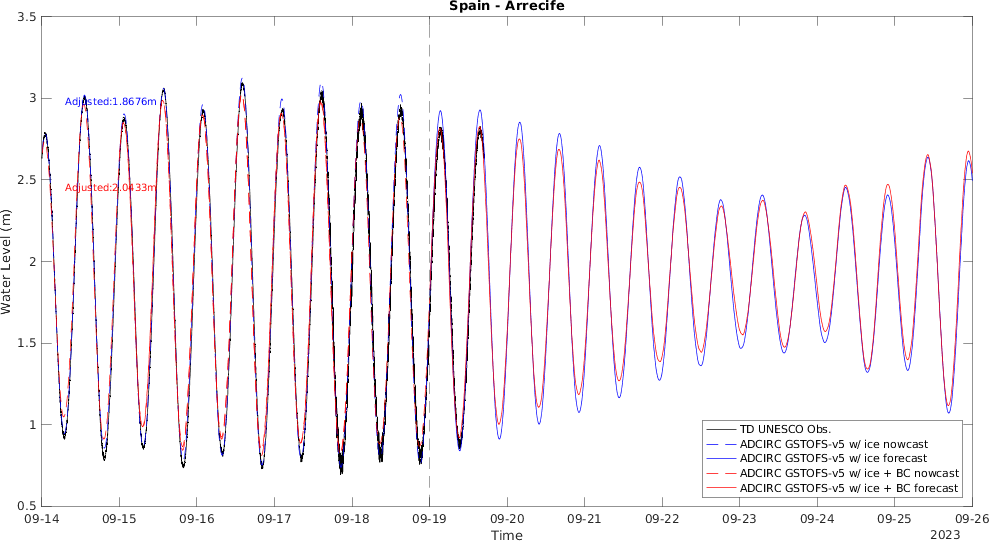 Spain - Arrecife
3.5
3
2.5
2
1.5
1
0.5
Water Level (m)
Adjusted:1.8676m
Adjusted:2.0433m
TD UNESCO Obs.
ADCIRC GSTOFS-v5 w/ ice nowcast
ADCIRC GSTOFS-v5 w/ ice forecast
ADCIRC GSTOFS-v5 w/ ice + BC nowcast
ADCIRC GSTOFS-v5 w/ ice + BC forecast
09-14 09-15 09-16 09-17 09-18 09-19 09-20 09-21 09-22 09-23 09-24 09-25 09-26
Time
2023